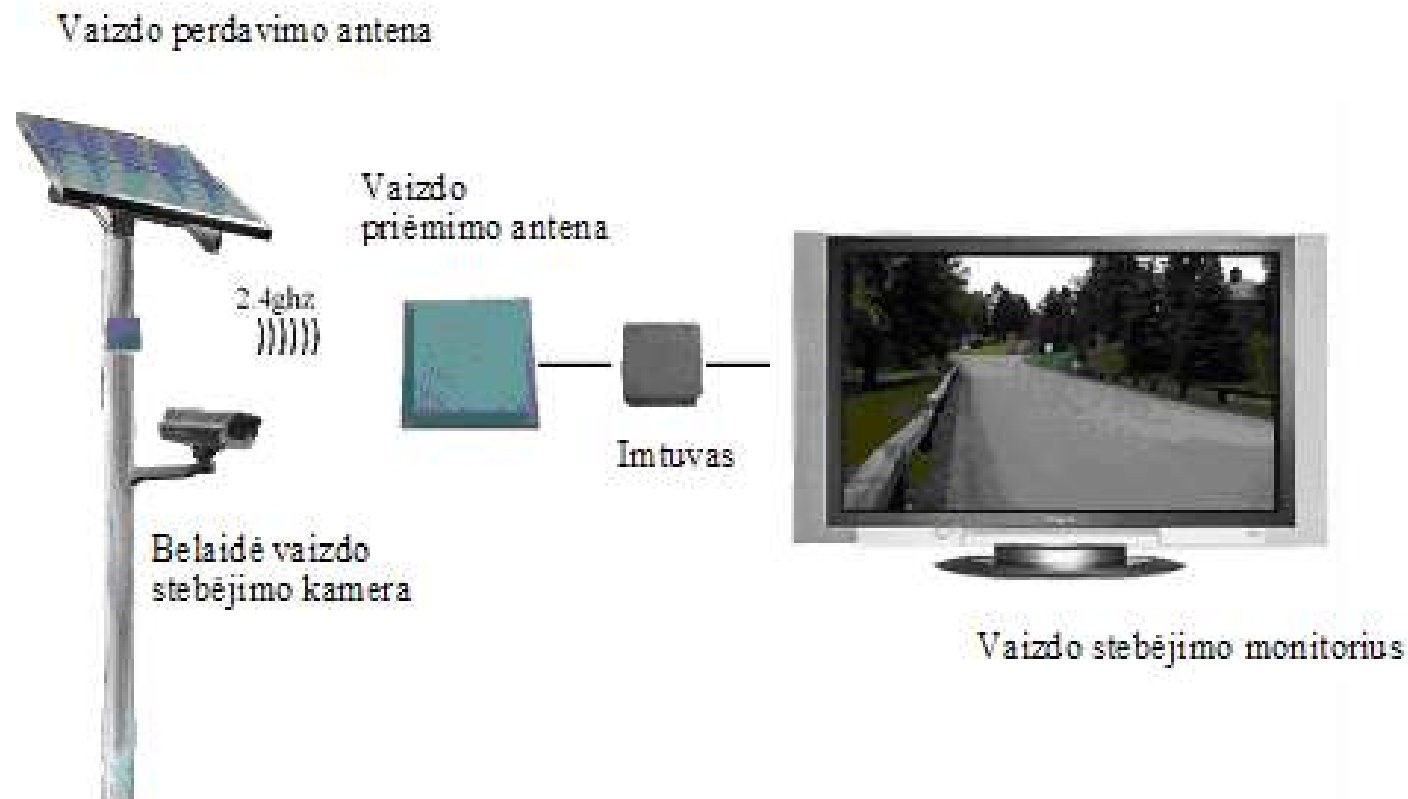 Vaizdo perdavimo antena
Vaizdo
priėmimo antena
2.4ghz
Imtuvas
Belaidė vaizdo
stebėjimo kamera
Vaizdo stebėjimo monitorius